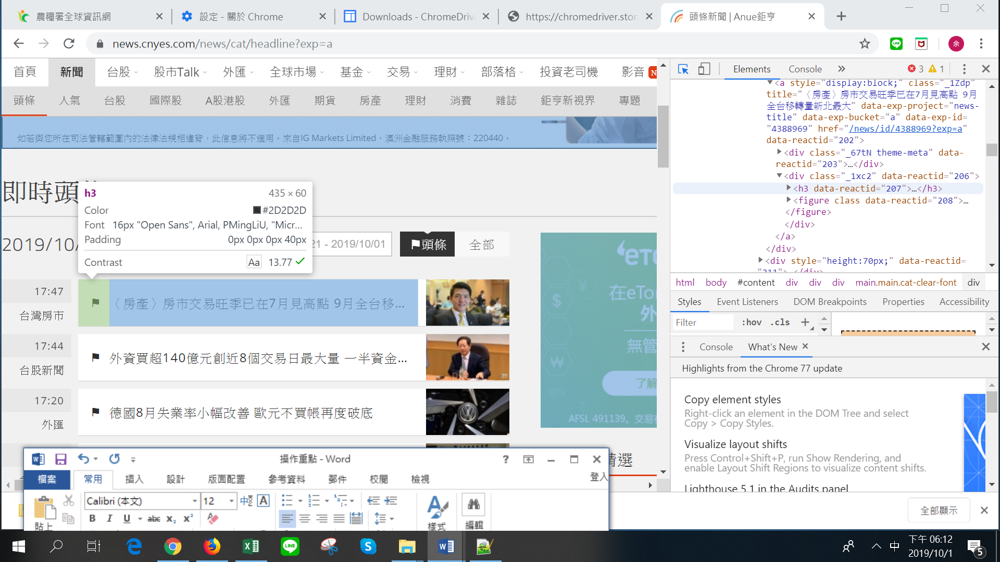 農糧署全球資訊網
設定 - 關於 Chrome
Downloads - ChromeDriv
https://chromedriver.stora
頭條新聞 | Anue鉅亨
news.cnyes.com/news/cat/headline?exp=a
余
首頁
新聞
台股
股市Talk
外匯
全球市場
基金
交易
理財
部落格
投資老司機
影音
N
頭條
人氣
台股
國際股
A股港股
外匯
期貨
房產
理財
消費
雜誌
鉅亨新視界
專題
如若與您所在司法管轄範圍內的法律法規相違背，此信息將不適用。來自IG Markets Limited，澳洲金融服務執照號：220440。
即時頭
h3
435 × 60
Color
#2D2D2D
Font 16px "Open Sans", Arial, PMingLiU, "Micr...
Padding
0px 0px 0px 40px
Contrast
Aa 13.77
2019/10/
21 - 2019/10/01
頭條
全部
17:47
台灣房市
〈房產〉房市交易旺季已在7月見高點 9月全台移...
17:44
台股新聞
外資買超140億元創近8個交易日最大量 一半資金...
17:20
外匯
德國8月失業率小幅改善 歐元不買帳再度破底
eTo
在eTor
外
無管
了解
AFSL 491139。交易存
精選
Elements
Console
3
1
<a style="display:block;" class="_1Zdp"
title="〈房產〉房市交易旺季已在7月見高點 9月
全台移轉量新北最大" data-exp-project="news-
title" data-exp-bucket="a" data-exp-id=
"4388969" href="/news/id/4388969?exp=a"
data-reactid="202">
<div class="_67tN theme-meta" data-
reactid="203">…</div>
<div class="_1xc2" data-reactid="206">
<h3 data-reactid="207">…</h3>
<figure class data-reactid="208">…
</figure>
</div>
</a>
</div>
<div style="height:70px;" data-reactid=
"211">…</div>
html
body
#content
div
div
div
main.main.cat-clear-font
div
Styles
Event Listeners
DOM Breakpoints
Properties
Accessibility
Filter
:hov
.cls
+
Console
What's New
Highlights from the Chrome 77 update
Copy element styles
Right-click an element in the DOM Tree and select
Copy > Copy Styles.
Visualize layout shifts
Press Control+Shift+P, run Show Rendering, and
enable Layout Shift Regions to visualize content shifts.
Lighthouse 5.1 in the Audits panel
全部顯示
操作重點 - Word
檔案
常用
插入
設計
版面配置
參考資料
郵件
校閱
檢視
登入
貼上
Calibri (本文)
12
B
I
U
abc
x₂
x²
樣式
編輯
LINE
中
下午 06:12
2019/10/1
5